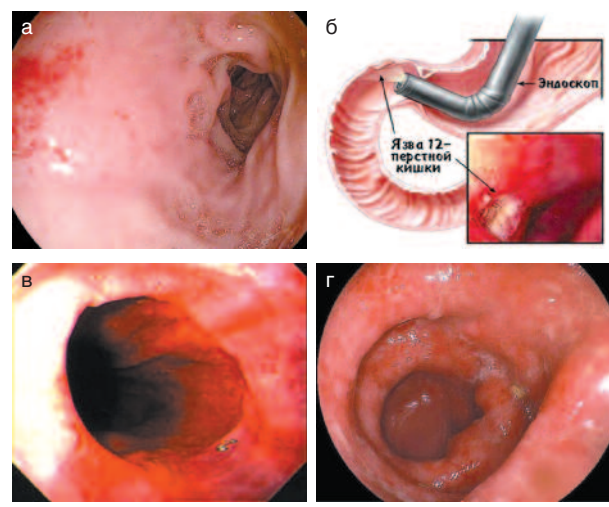 а
б
Эндоскоп
Язва 12–
перстной
кишки
в
г